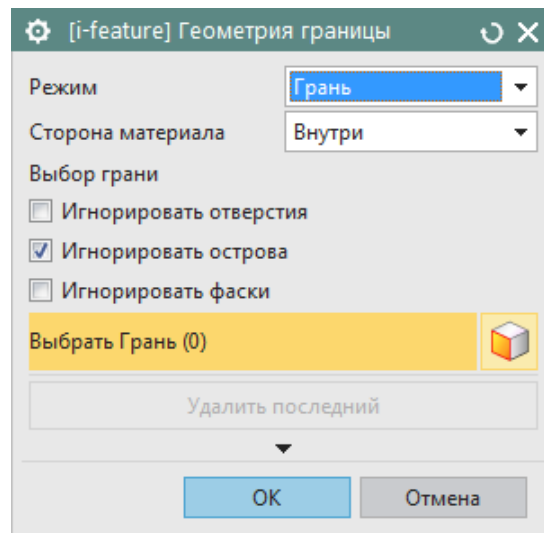 [i-feature] Геометрия границы
Режим Грань
Сторона материала Внутри
Выбор грани
Игнорировать отверстия
Игнорировать острова
Игнорировать фаски
Выбрать Грань (0)
Удалить последний
ОК Отмена